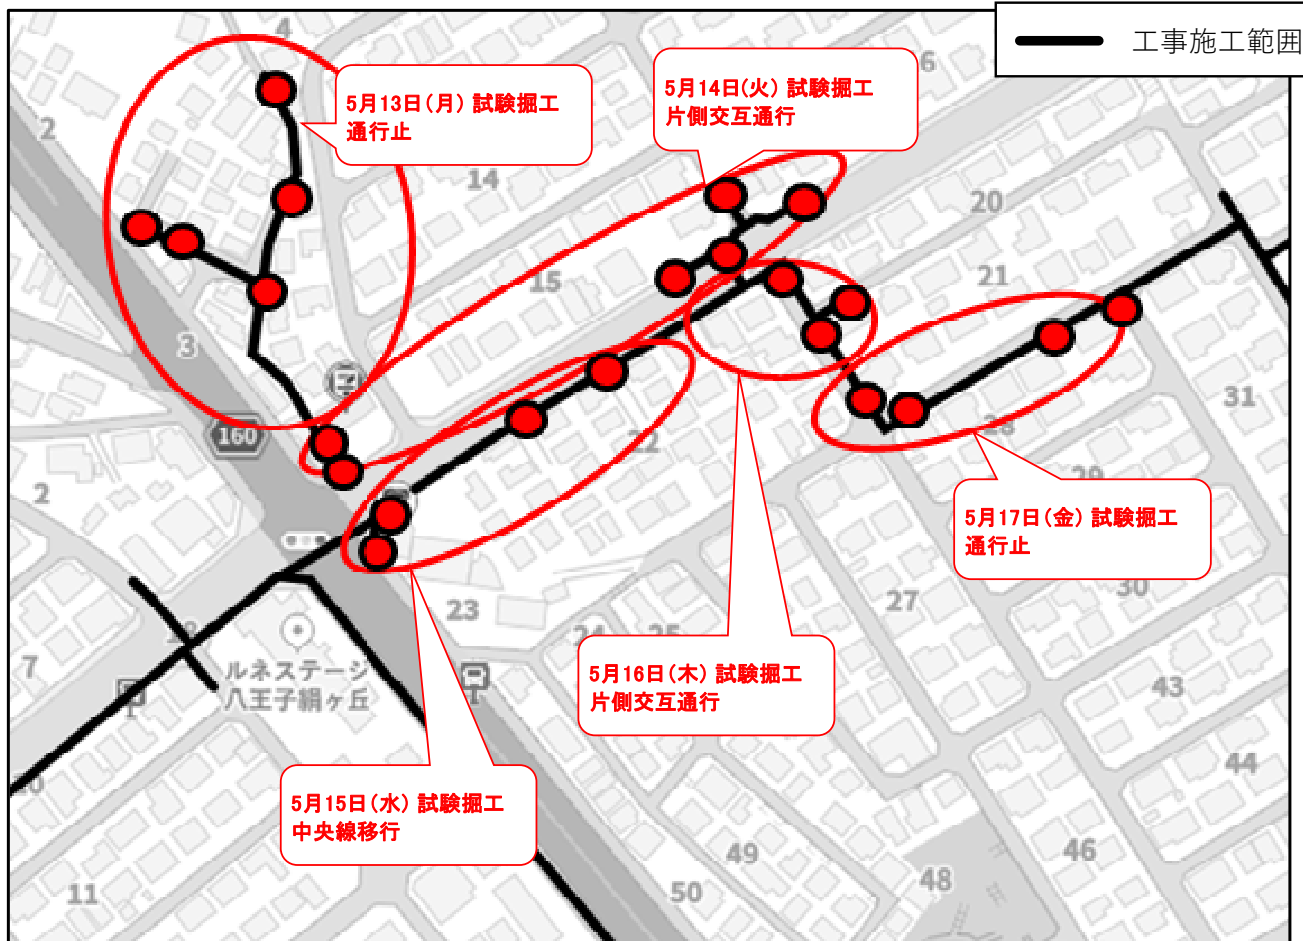 工事施工範囲
4
6
5月13日(月) 試験掘工
通行止
5月14日(火) 試験掘工
片側交互通行
2
14
20
15
21
3
31
160
22
28
2
29
5月17日(金) 試験掘工
通行止
30
27
23
24
25
7
ルネステージ
八王子絹ヶ丘
5月16日(木) 試験掘工
片側交互通行
43
44
5月15日(水) 試験掘工
中央線移行
49
46
48
50
11